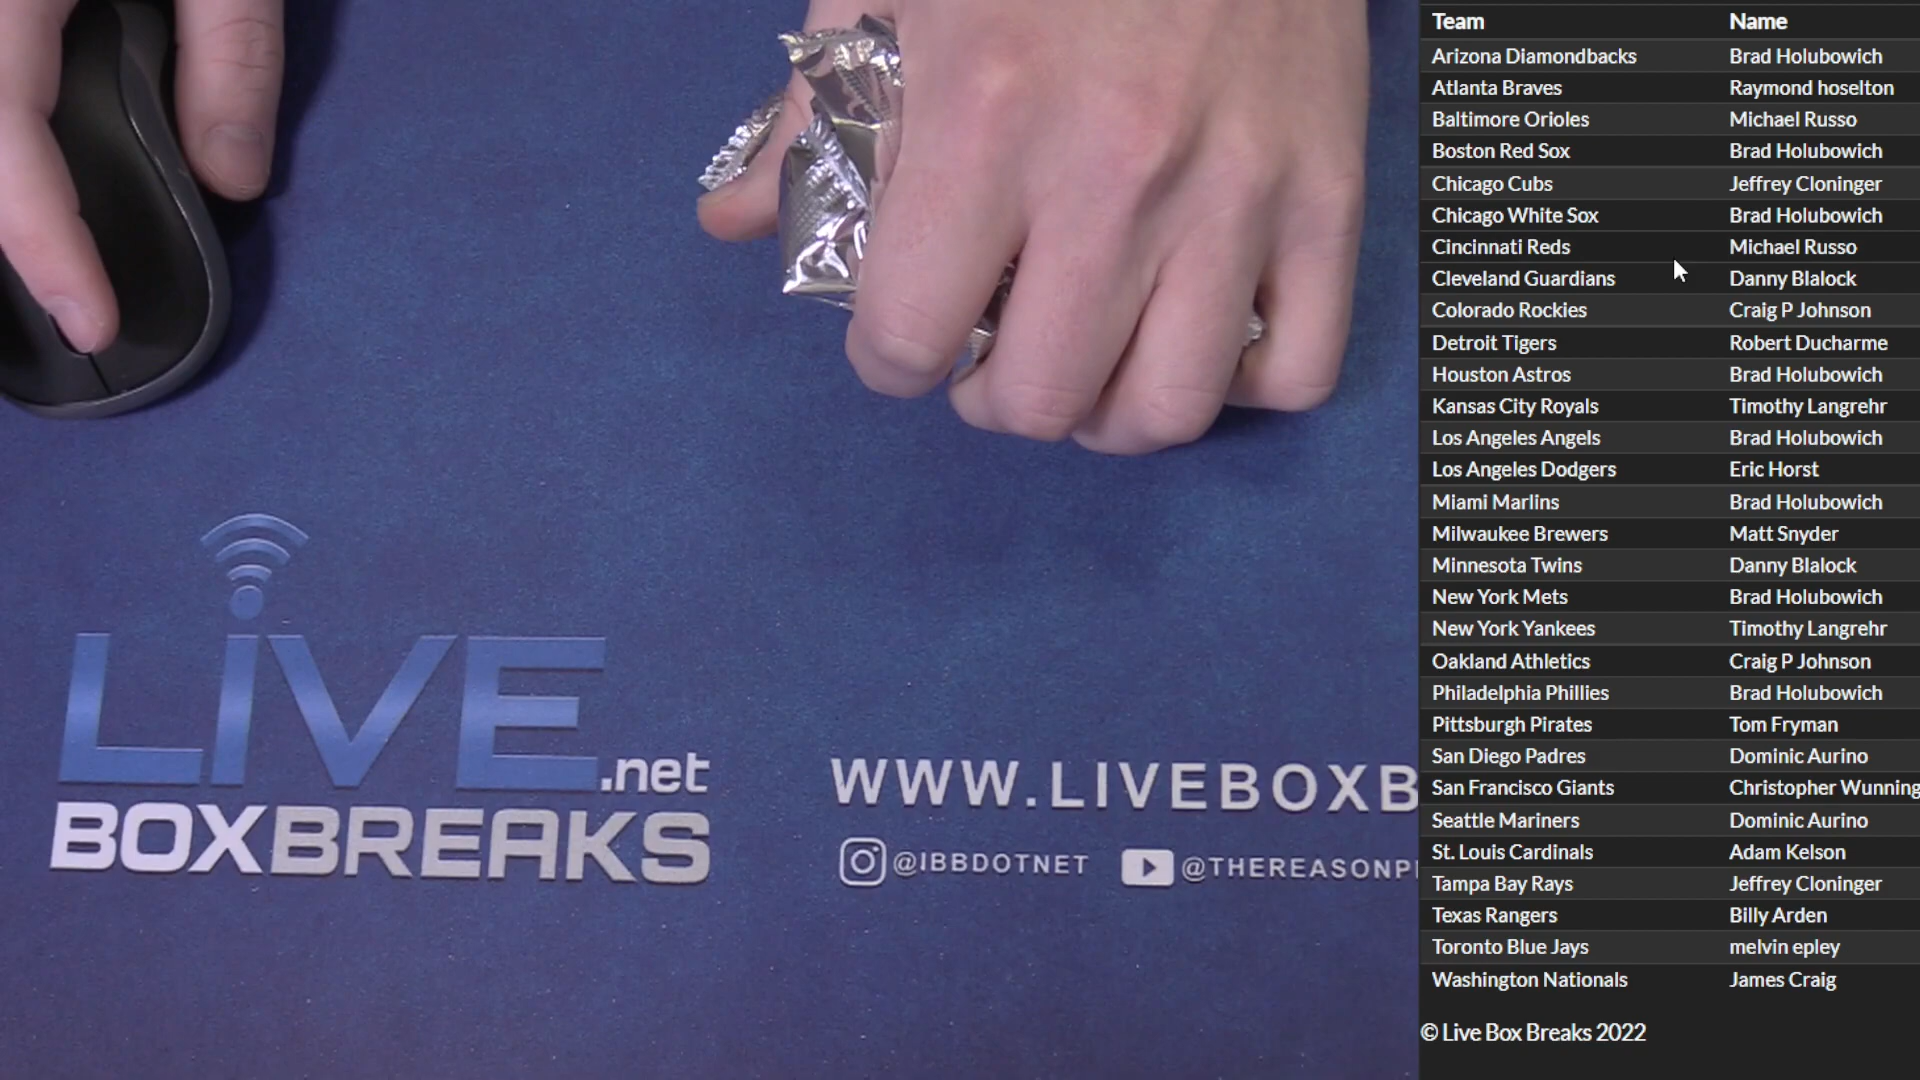 Team Name
Arizona Diamondbacks Brad Holubowich
Atlanta Braves Raymond hoselton
Baltimore Orioles Michael Russo
Boston Red Sox Brad Holubowich
Chicago Cubs Jeffrey Cloninger
Chicago White Sox Brad Holubowich
Cincinnati Reds Michael Russo
Cleveland Guardians Danny Blalock
Colorado Rockies Craig P Johnson
Detroit Tigers Robert Ducharme
Houston Astros Brad Holubowich
Kansas City Royals Timothy Langrehr
Los Angeles Angels Brad Holubowich
Los Angeles Dodgers Eric Horst
Miami Marlins Brad Holubowich
Milwaukee Brewers Matt Snyder
Minnesota Twins Danny Blalock
New York Mets Brad Holubowich
New York Yankees Timothy Langrehr
Oakland Athletics Craig P Johnson
Philadelphia Phillies Brad Holubowich
Pittsburgh Pirates Tom Fryman
San Diego Padres Dominic Aurino
San Francisco Giants Christopher Wunning
Seattle Mariners Dominic Aurino
St. Louis Cardinals Adam Kelson
Tampa Bay Rays Jeffrey Cloninger
Texas Rangers Billy Arden
Toronto Blue Jays melvin epley
Washington Nationals James Craig
© Live Box Breaks 2022
LIVE.net
BOXBREAKS
WWW.LIVEBOXB
@IBBDOTNET @THEREASONP